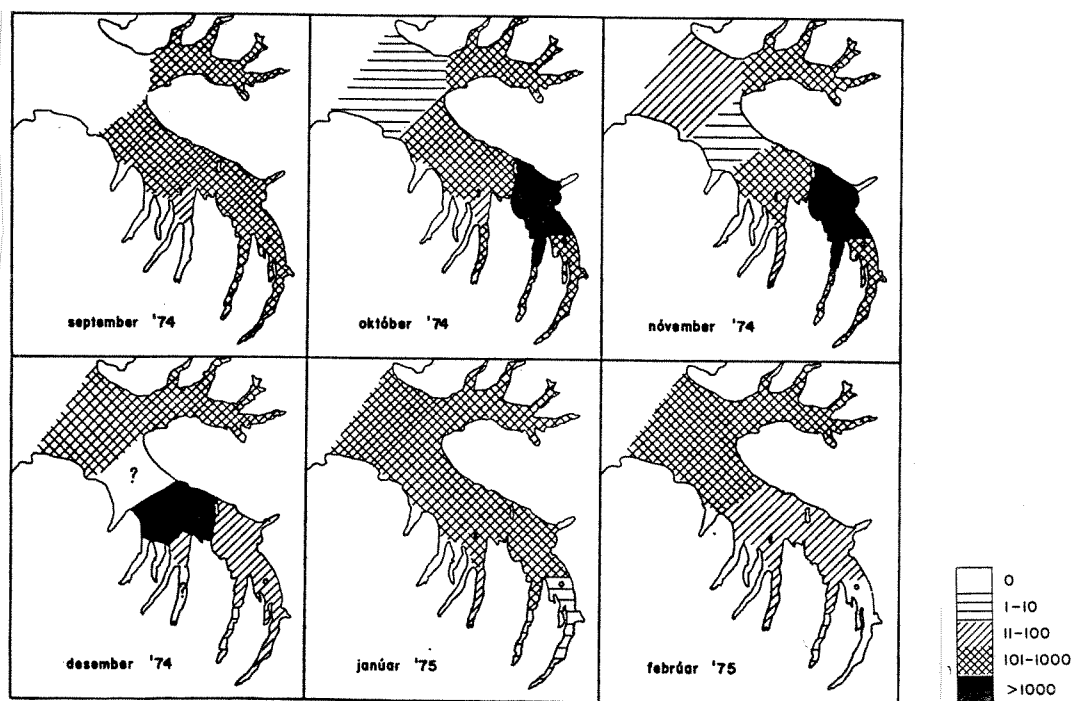 september '74
október '74
nóvember '74
?
desember '74
janúar '75
febrúar '75
0
1-10
11-100
101-1000
>1000